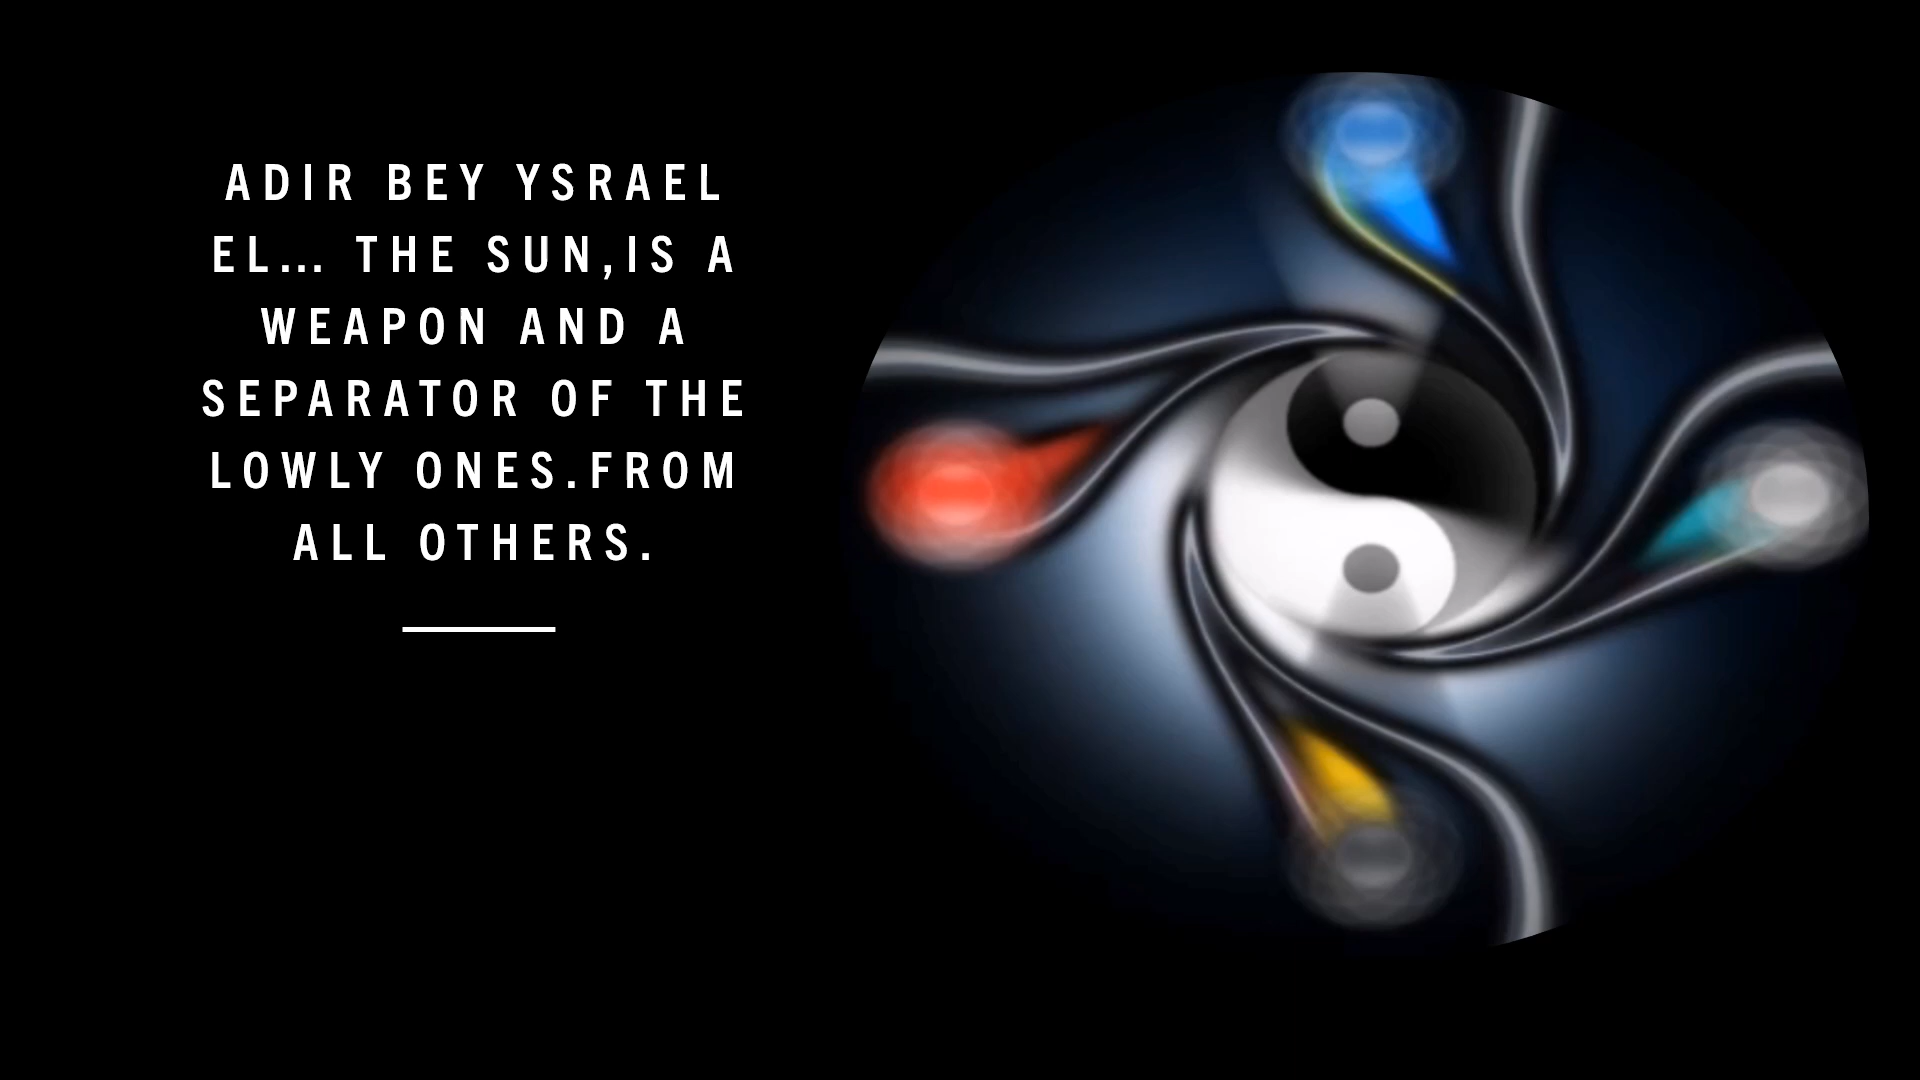 ADIR BEY YSRAEL
EL... THE SUN,IS A
WEAPON AND A
SEPARATOR OF THE
LOWLY ONES.FROM
ALL OTHERS.